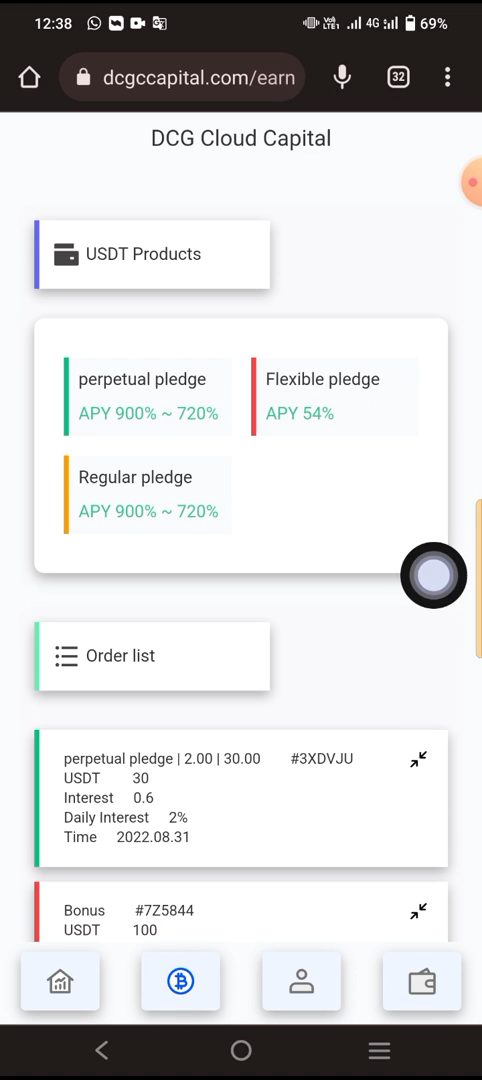 12:38
VoLTE1 4G 69%
dcgccapital.com/earn
32
DCG Cloud Capital
USDT Products
perpetual pledge
APY 900% ~ 720%
Flexible pledge
APY 54%
Regular pledge
APY 900% ~ 720%
Order list
perpetual pledge | 2.00 | 30.00 #3XDVJU
USDT 30
Interest 0.6
Daily Interest 2%
Time 2022.08.31
Bonus #7Z5844
USDT 100